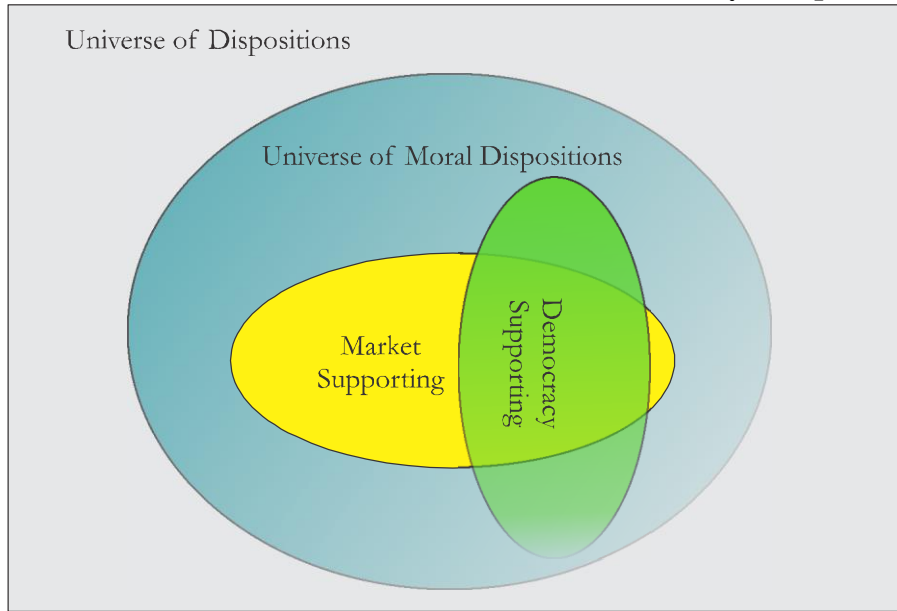 Universe of Dispositions
Universe of Moral Dispositions
Market
Supporting
Democracy
Supporting